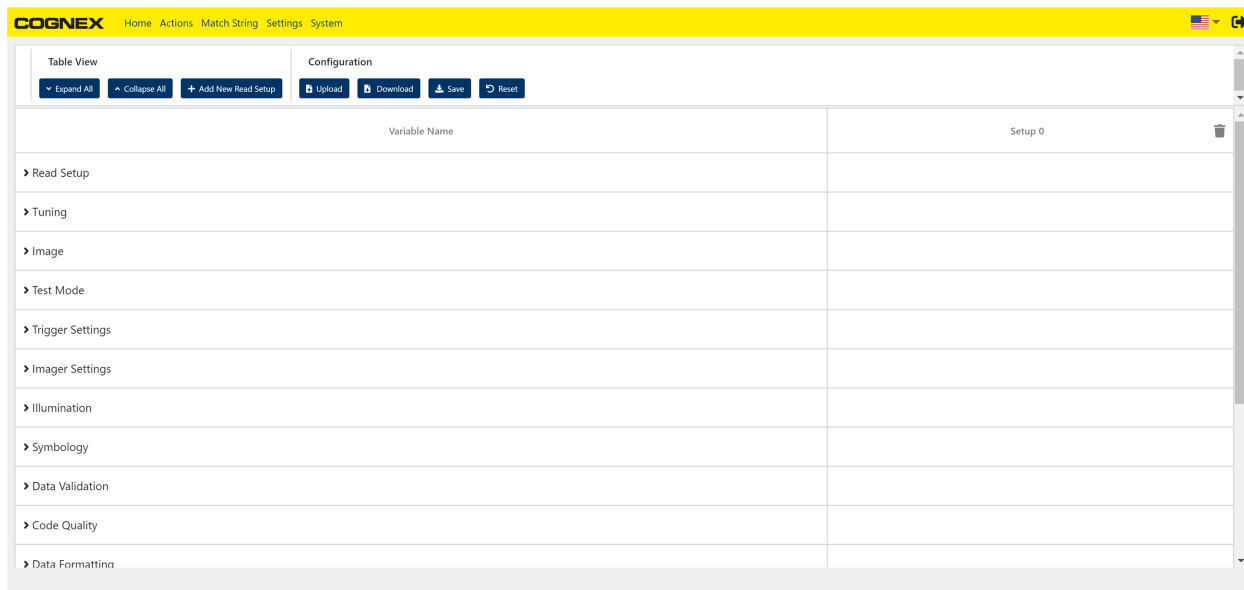 COGNEX Home Actions Match String Settings System
Table View Configuration
Expand All Collapse All Add New Read Setup Upload Download Save Reset
Variable Name Setup 0
Read Setup
Tuning
Image
Test Mode
Trigger Settings
Imager Settings
Illumination
Symbology
Data Validation
Code Quality
Data Formatting